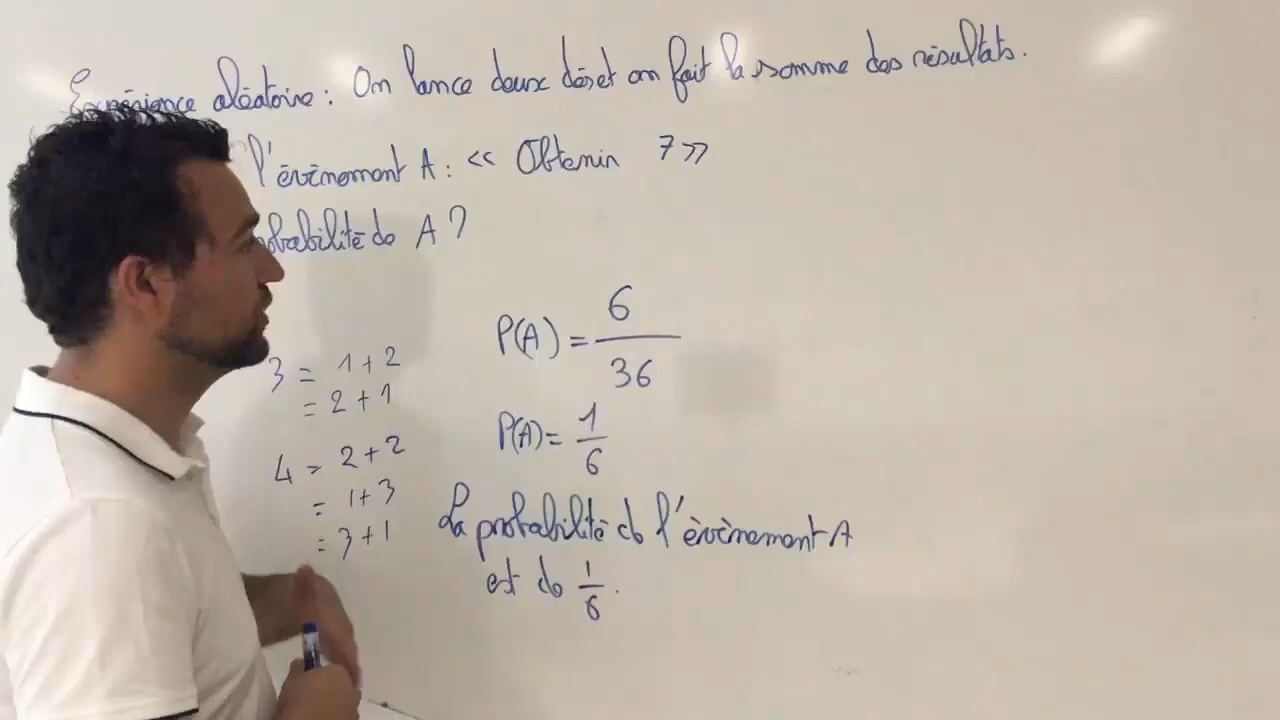 Expérience aléatoire : On lance deux dés et on fait la somme des résultats.
l'évènement A : << Obtenir 7 >>
probabilité de A ?
P(A) = 6/36
3 = 1 + 2
= 2 + 1
P(A) = 1/6
4 = 2 + 2
= 1 + 3
= 3 + 1
La probabilité de l'évènement A
est de 1/6.